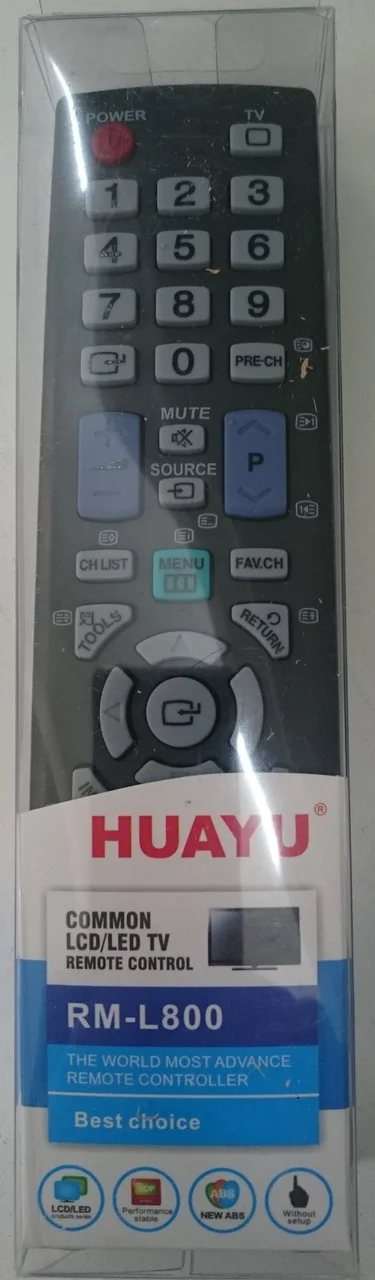 POWER TV
1 2 3
4 5 6
7 8 9
0 PRE-CH
MUTE
P
SOURCE
CH LIST MENU FAV.CH
TOOLS RETURN
HUAYU®
COMMON
LCD/LED TV
REMOTE CONTROL
RM-L800
THE WORLD MOST ADVANCE
REMOTE CONTROLLER
Best choice
LCD/LED
products series
Performance
stable
ABS
NEW ABS
Without
setup